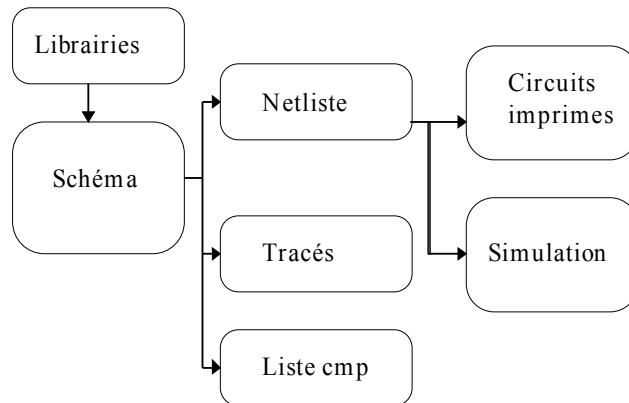 Librairies
Schéma
Netliste
Tracés
Liste cmp
Circuits
imprimes
Simulation